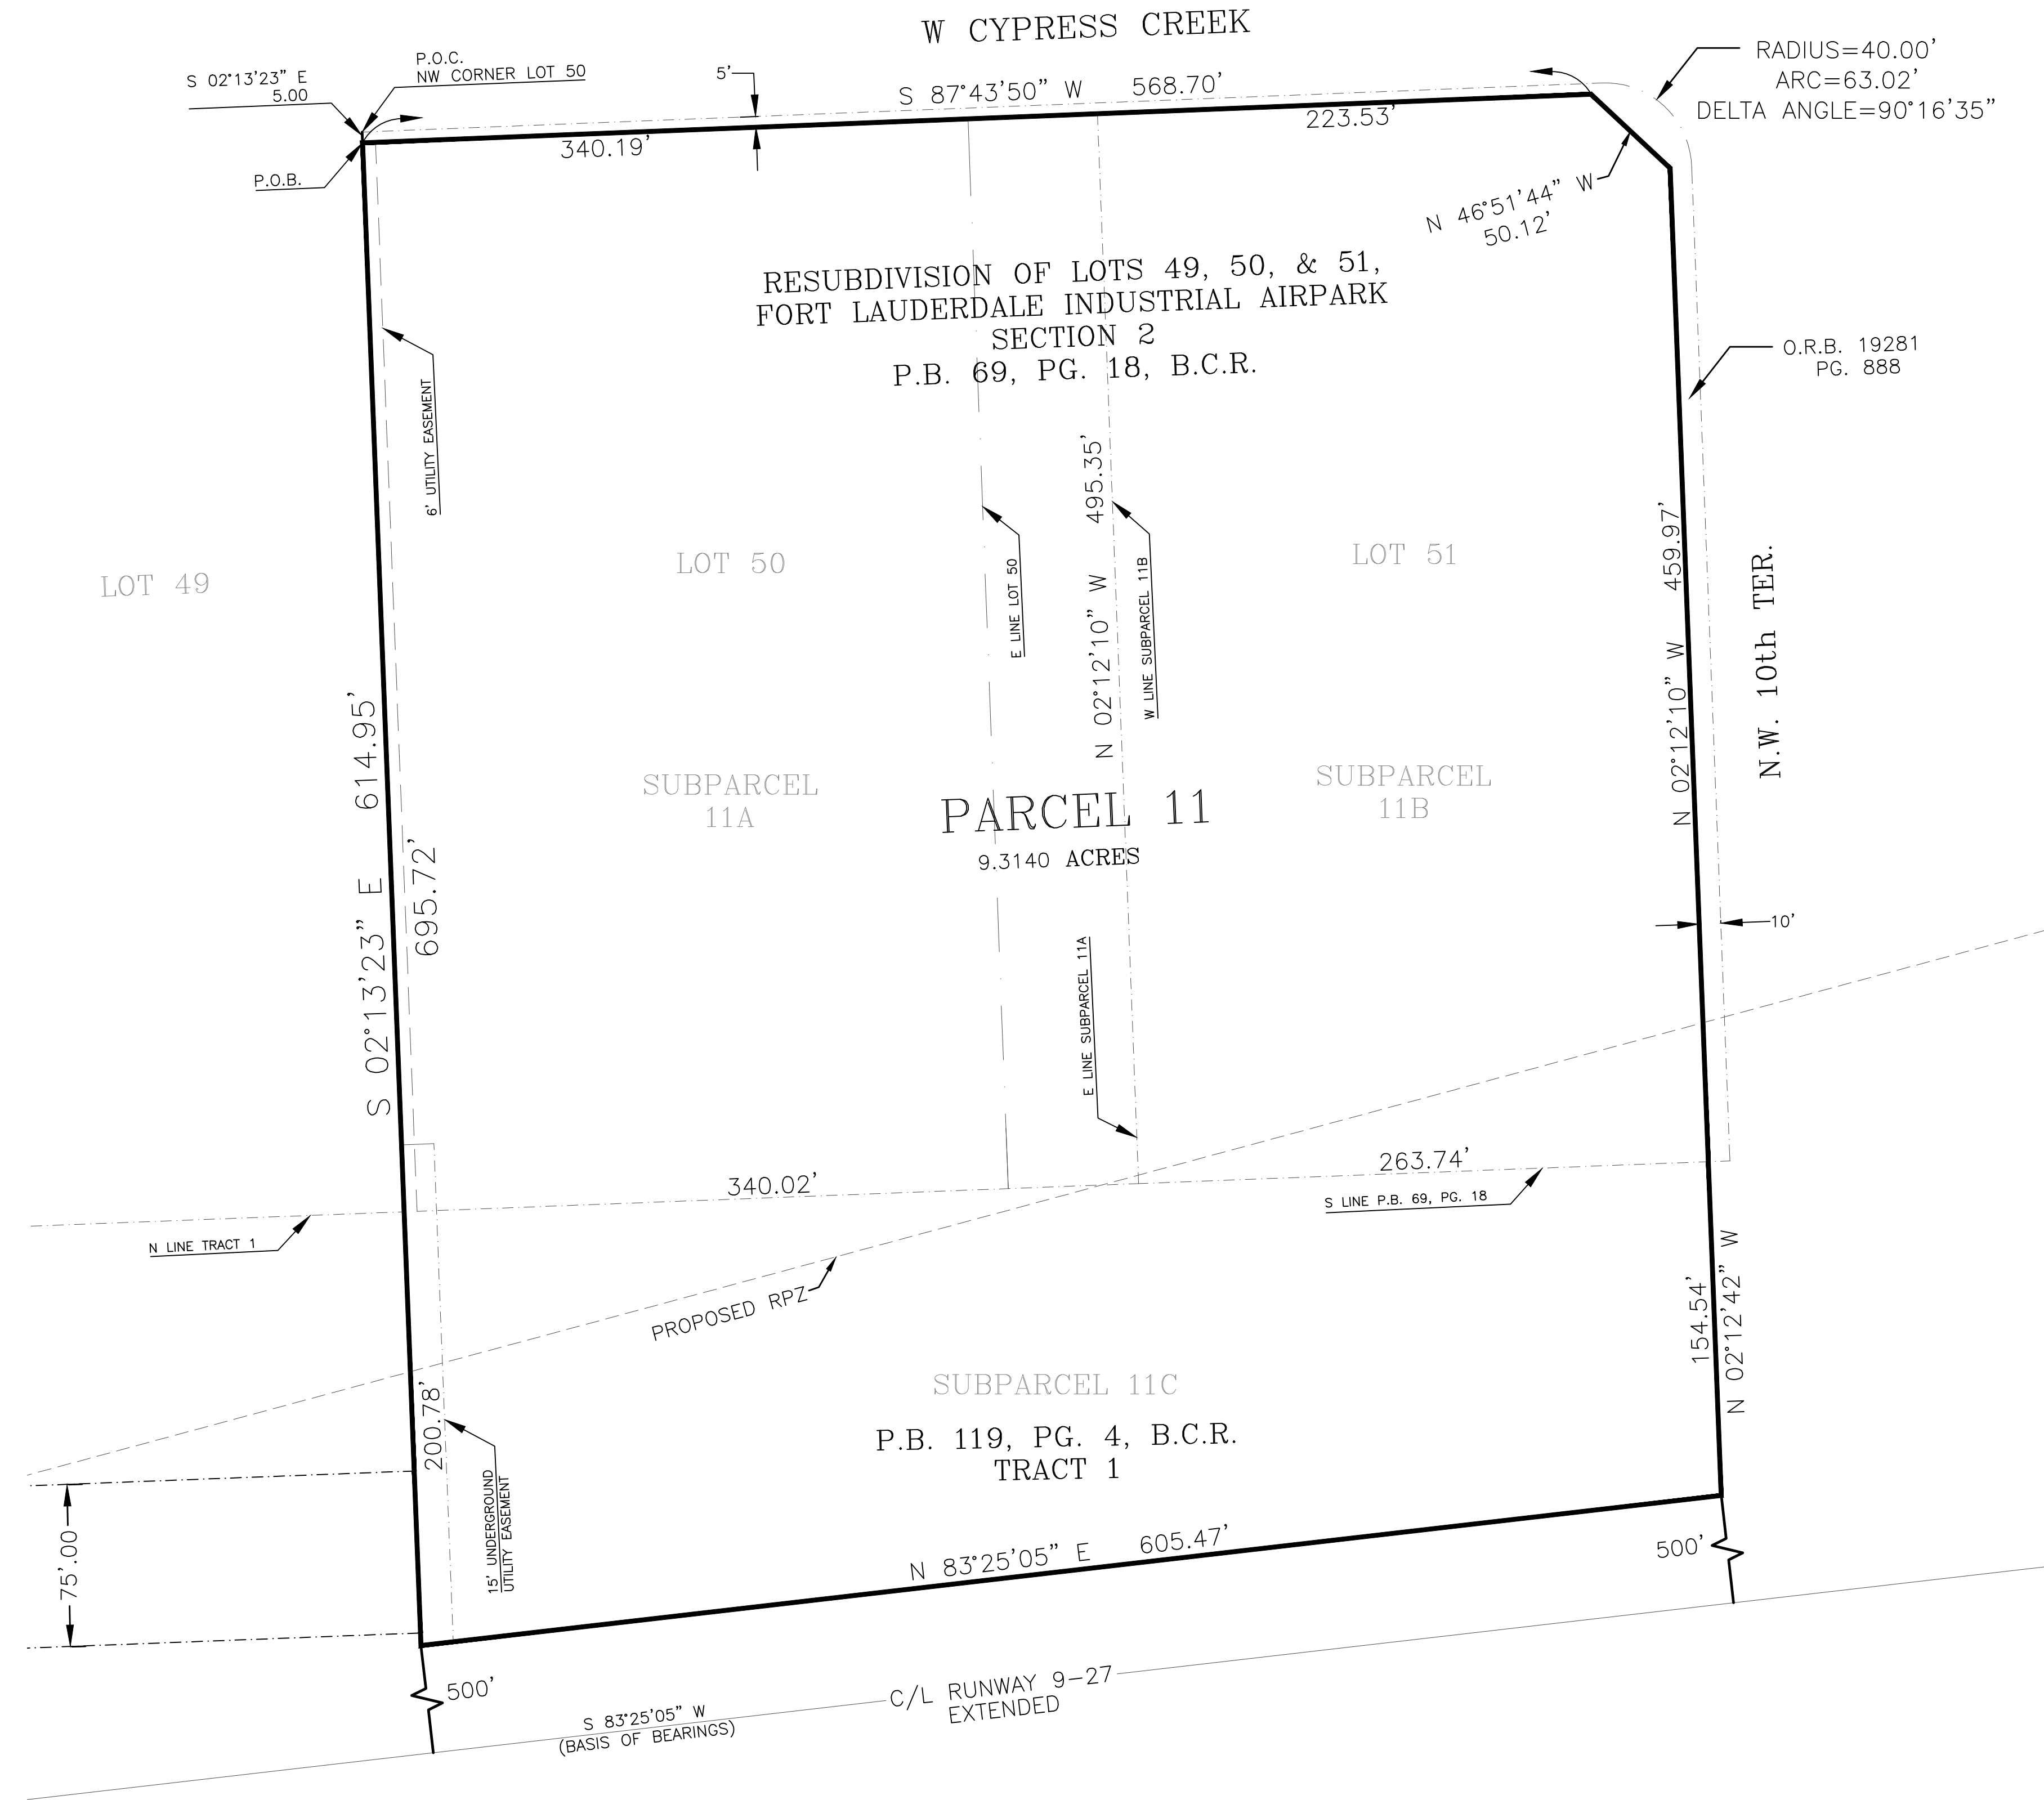 W CYPRESS CREEK
S 02°13'23" E
5.00
P.O.C.
NW CORNER LOT 50
5'
S 87°43'50" W 568.70'
RADIUS=40.00'
ARC=63.02'
DELTA ANGLE=90°16'35"
340.19'
223.53'
P.O.B.
N 46°51'44" W
50.12'
RESUBDIVISION OF LOTS 49, 50, & 51,
FORT LAUDERDALE INDUSTRIAL AIRPARK
SECTION 2
P.B. 69, PG. 18, B.C.R.
O.R.B. 19281
PG. 888
6' UTILITY EASEMENT
LOT 49
LOT 50
E LINE LOT 50
N 02°12'10" W 495.35'
W LINE SUBPARCEL 11B
LOT 51
N 02°12'10" W 459.97'
N.W. 10th TER.
S 02°13'23" E 614.95'
695.72'
SUBPARCEL
11A
PARCEL 11
9.3140 ACRES
SUBPARCEL
11B
10'
E LINE SUBPARCEL 11A
340.02'
263.74'
S LINE P.B. 69, PG. 18
N LINE TRACT 1
PROPOSED RPZ
154.54'
N 02°12'42" W
200.78'
SUBPARCEL 11C
P.B. 119, PG. 4, B.C.R.
TRACT 1
15' UNDERGROUND
UTILITY EASEMENT
75'.00
N 83°25'05" E 605.47'
500'
500'
S 83°25'05" W
(BASIS OF BEARINGS)
C/L RUNWAY 9-27
EXTENDED